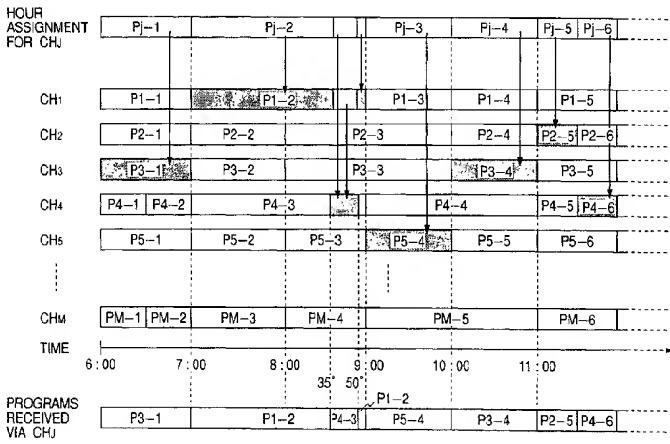 HOUR
ASSIGNMENT
FOR CHJ
Pj-1 Pj-2 Pj-3 Pj-4 Pj-5 Pj-6
CH1 P1-1 P1-2 P1-3 P1-4 P1-5
CH2 P2-1 P2-2 P2-3 P2-4 P2-5 P2-6
CH3 P3-1 P3-2 P3-3 P3-4 P3-5
CH4 P4-1 P4-2 P4-3 P4-4 P4-5 P4-6
CH5 P5-1 P5-2 P5-3 P5-4 P5-5 P5-6
CHM PM-1 PM-2 PM-3 PM-4 PM-5 PM-6
TIME
6:00 7:00 8:00 9:00 10:00 11:00
35' 50'
P1-2
PROGRAMS
RECEIVED
VIA CHJ
P3-1 P1-2 P4-3 P5-4 P3-4 P2-5 P4-6